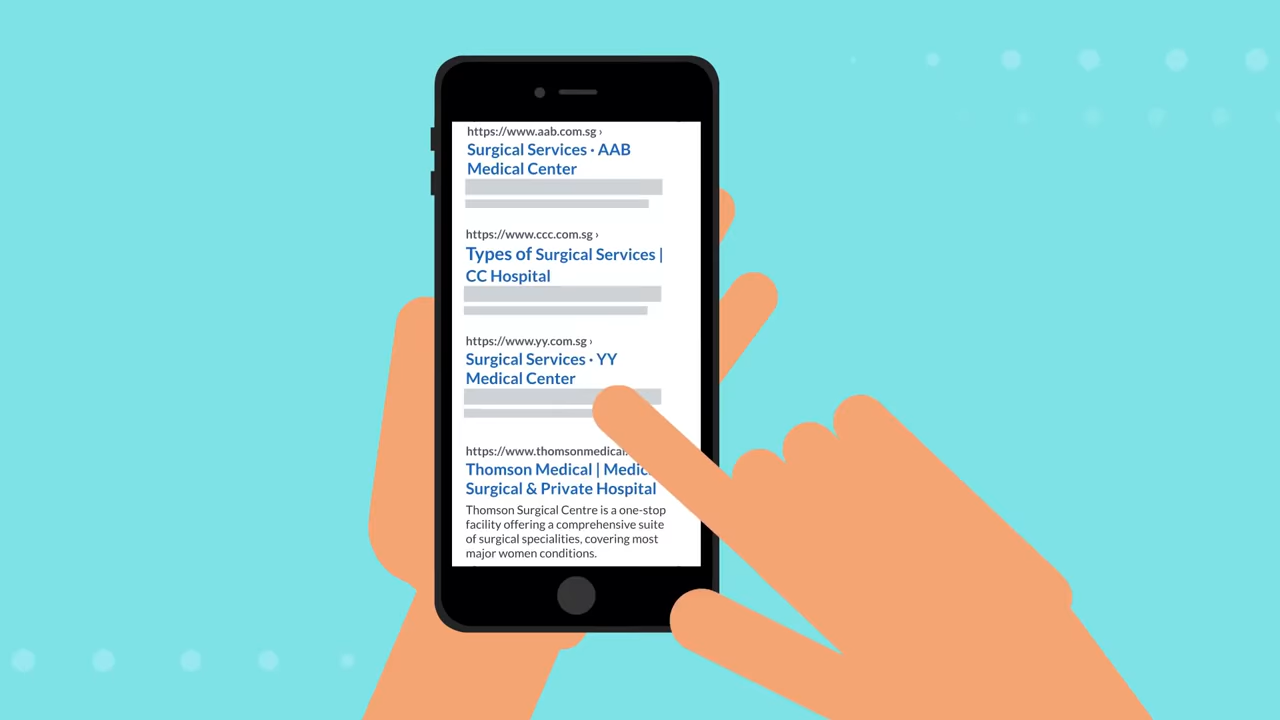 https://www.aab.com.sg ›
Surgical Services · AAB
Medical Center
https://www.ccc.com.sg ›
Types of Surgical Services |
CC Hospital
https://www.yy.com.sg ›
Surgical Services · YY
Medical Center
https://www.thomsonmedical.
Thomson Medical |
Surgical & Private Hospital
Thomson Surgical Centre is a one-stop
facility offering a comprehensive suite
of surgical specialities, covering most
major women conditions.